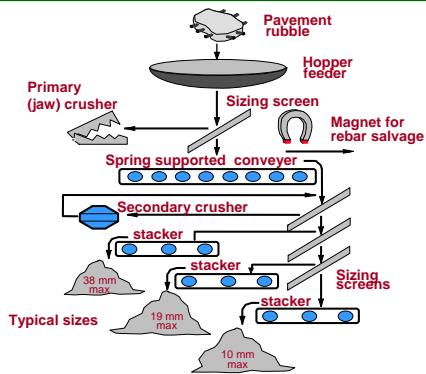 Pavement
rubble
Hopper
feeder
Primary
(jaw) crusher
Sizing screen
Magnet for
rebar salvage
Spring supported conveyer
Secondary crusher
stacker
stacker
Sizing
screens
stacker
38 mm
max
19 mm
max
10 mm
max
Typical sizes